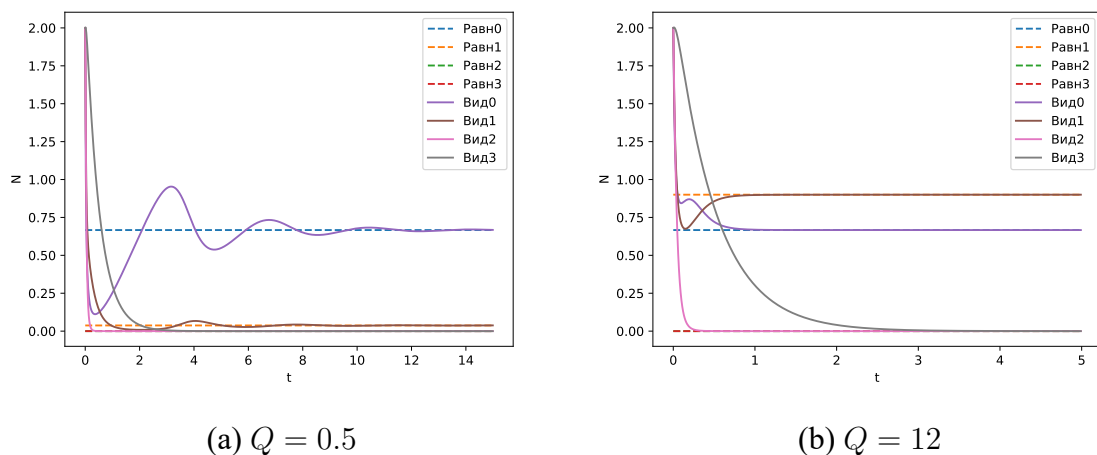 2.00
1.75
1.50
1.25
1.00
0.75
0.50
0.25
0.00
N
0 2 4 6 8 10 12 14
t
Равн0
Равн1
Равн2
Равн3
Вид0
Вид1
Вид2
Вид3
(a) Q = 0.5
2.00
1.75
1.50
1.25
1.00
0.75
0.50
0.25
0.00
N
0 1 2 3 4 5
t
Равн0
Равн1
Равн2
Равн3
Вид0
Вид1
Вид2
Вид3
(b) Q = 12